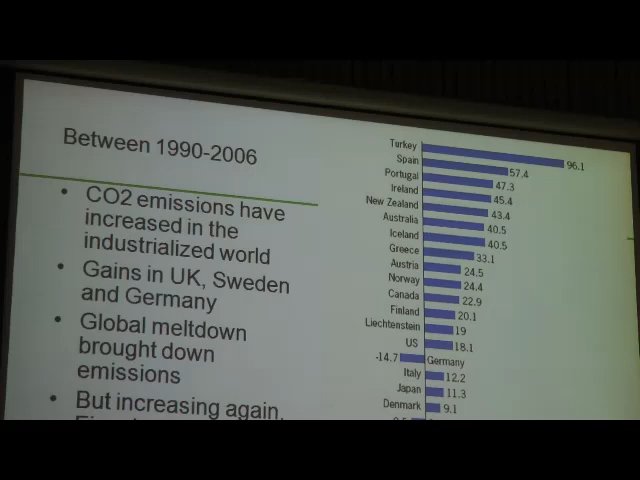 Between 1990-2006
• CO2 emissions have
increased in the
industrialized world
• Gains in UK, Sweden
and Germany
• Global meltdown
brought down
emissions
• But increasing again,
Turkey 96.1
Spain 57.4
Portugal 47.3
Ireland 45.4
New Zealand 43.4
Australia 40.5
Iceland 40.5
Greece 33.1
Austria 24.5
Norway 24.4
Canada 22.9
Finland 20.1
Liechtenstein 19
US 18.1
-14.7 Germany
Italy 12.2
Japan 11.3
Denmark 9.1